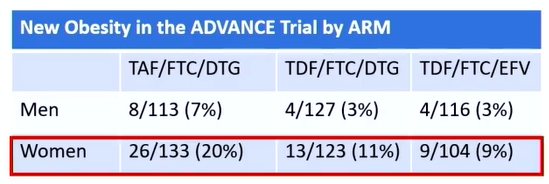 New Obesity in the ADVANCE Trial by ARM
TAF/FTC/DTG TDF/FTC/DTG TDF/FTC/EFV
Men 8/113 (7%) 4/127 (3%) 4/116 (3%)
Women 26/133 (20%) 13/123 (11%) 9/104 (9%)